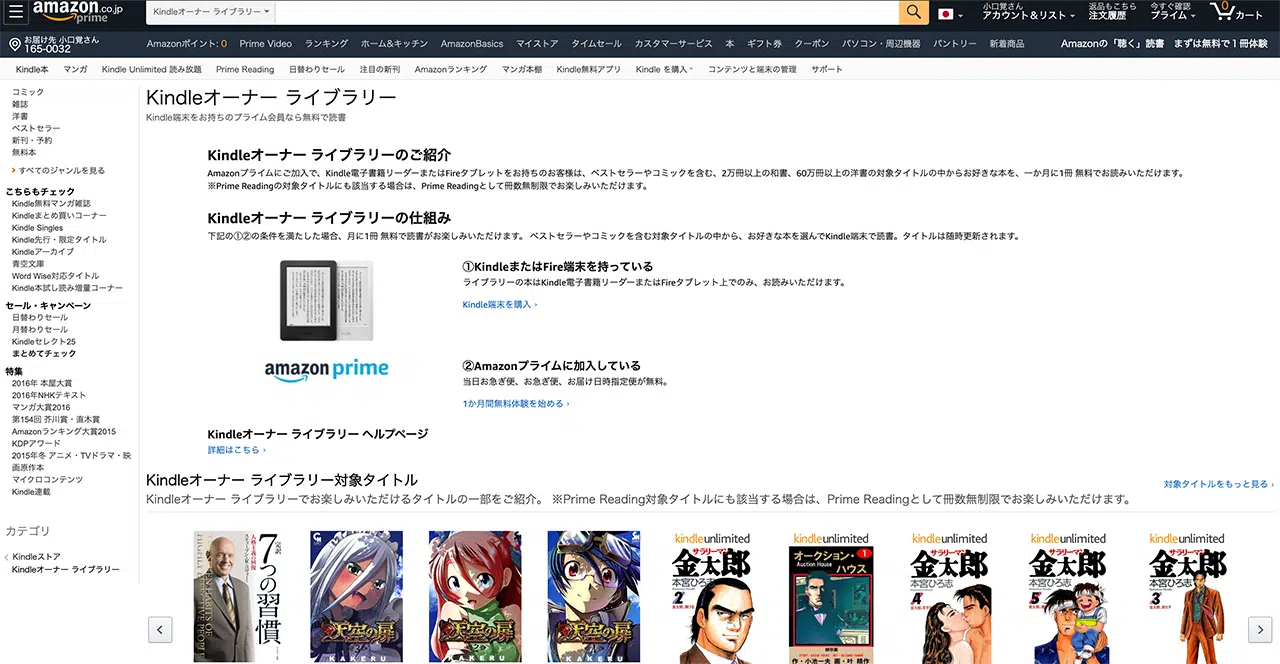 amazon.co.jp
prime
Kindleオーナー ライブラリー
小口覚さん
アカウント&リスト
返品もこちら
注文履歴
今すぐ確認
プライム
0
カート
お届け先 小口覚さん
165-0032
Amazonポイント: 0 Prime Video ランキング ホーム&キッチン AmazonBasics マイストア タイムセール カスタマーサービス 本 ギフト券 クーポン パソコン・周辺機器 パントリー 新着商品
Amazonの「聴く」読書 まずは無料で1冊体験
Kindle本 マンガ Kindle Unlimited 読み放題 Prime Reading 日替わりセール 注目の新刊 Amazonランキング マンガ本棚 Kindle無料アプリ Kindle を購入 コンテンツと端末の管理 サポート
コミック
雑誌
洋書
ベストセラー
新刊・予約
無料本
すべてのジャンルを見る
こちらもチェック
Kindle無料マンガ雑誌
Kindleまとめ買いコーナー
Kindle Singles
Kindle先行・限定タイトル
Kindleアーカイブ
青空文庫
Word Wise対応タイトル
Kindle本試し読み増量コーナー
セール・キャンペーン
日替わりセール
月替わりセール
Kindleセレクト25
まとめてチェック
特集
2016年 本屋大賞
2016年NHKテキスト
マンガ大賞2016
第154回 芥川賞・直木賞
Amazonランキング大賞2015
KDPアワード
2015年冬 アニメ・TVドラマ・映
画原作本
マイクロコンテンツ
Kindle連載
カテゴリ
Kindleストア
Kindleオーナー ライブラリー
Kindleオーナー ライブラリー
Kindle端末をお持ちのプライム会員なら無料で読書
Kindleオーナー ライブラリーのご紹介
Amazonプライムにご加入で、Kindle電子書籍リーダーまたはFireタブレットをお持ちのお客様は、ベストセラーやコミックを含む、2万冊以上の和書、60万冊以上の洋書の対象タイトルの中からお好きな本を、一か月に1冊 無料でお読みいただけます。
※Prime Readingの対象タイトルにも該当する場合は、Prime Readingとして冊数無制限でお楽しみいただけます。
Kindleオーナー ライブラリーの仕組み
下記の①②の条件を満たした場合、月に1冊 無料で読書がお楽しみいただけます。 ベストセラーやコミックを含む対象タイトルの中から、お好きな本を選んでKindle端末で読書。タイトルは随時更新されます。
①KindleまたはFire端末を持っている
ライブラリーの本はKindle電子書籍リーダーまたはFireタブレット上でのみ、お読みいただけます。
Kindle端末を購入 ›
amazon prime
②Amazonプライムに加入している
当日お急ぎ便、お急ぎ便、お届け日時指定便が無料。
1か月間無料体験を始める ›
Kindleオーナー ライブラリー ヘルプページ
詳細はこちら ›
Kindleオーナー ライブラリー対象タイトル
対象タイトルをもっと見る ›
Kindleオーナー ライブラリーでお楽しみいただけるタイトルの一部をご紹介。 ※Prime Reading対象タイトルにも該当する場合は、Prime Readingとして冊数無制限でお楽しみいただけます。
完訳
7つの習慣
人格主義の回復
天空の扉
KAKERU
天空の扉
KAKERU
天空の扉
KAKERU
kindleunlimited
サラリーマン
金太郎
本宮ひろ志
2
kindleunlimited
オークション・
ハウス
1
Auction House
作・小池一夫 画・叶精作
kindleunlimited
サラリーマン
金太郎
本宮ひろ志
4
kindleunlimited
サラリーマン
金太郎
本宮ひろ志
5
kindleunlimited
サラリーマン
金太郎
本宮ひろ志
3